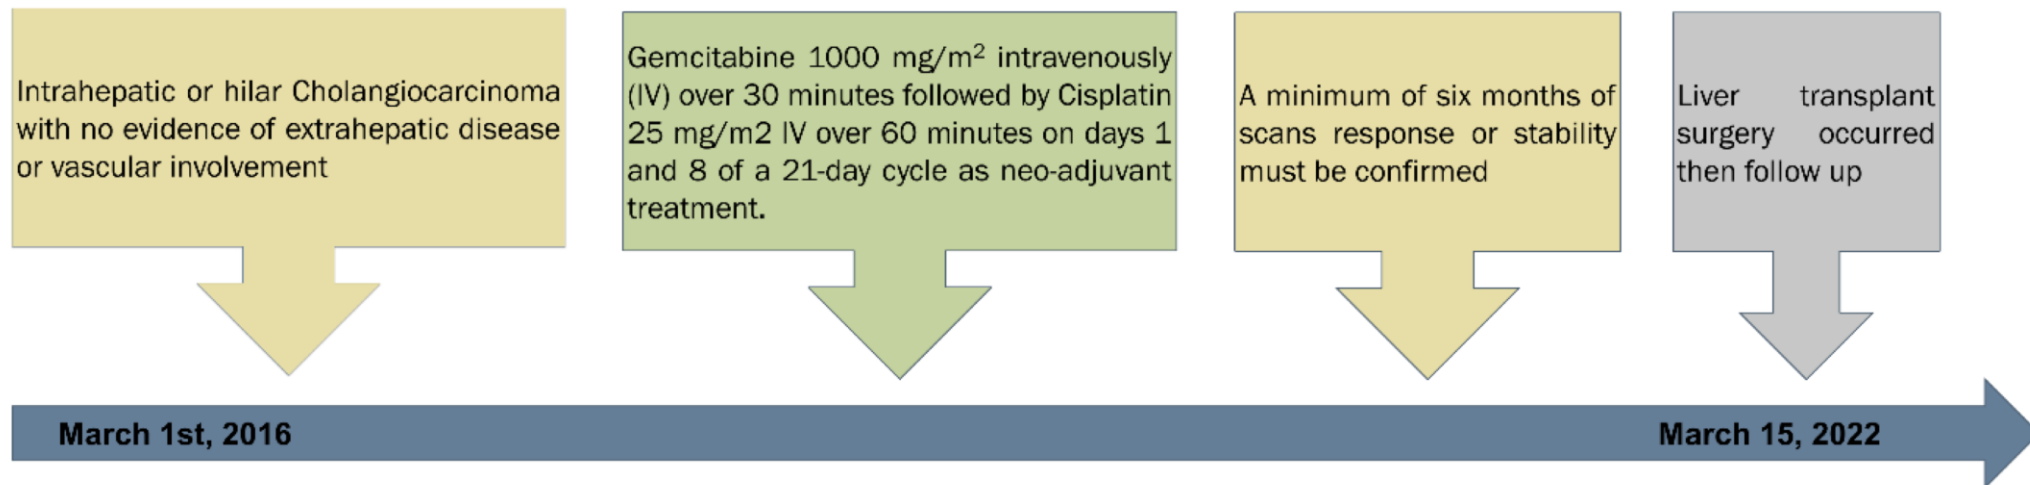 Intrahepatic or hilar Cholangiocarcinoma
with no evidence of extrahepatic disease
or vascular involvement
Gemcitabine 1000 mg/m² intravenously
(IV) over 30 minutes followed by Cisplatin
25 mg/m2 IV over 60 minutes on days 1
and 8 of a 21-day cycle as neo-adjuvant
treatment.
A minimum of six months of
scans response or stability
must be confirmed
Liver transplant
surgery occurred
then follow up
March 1st, 2016
March 15, 2022